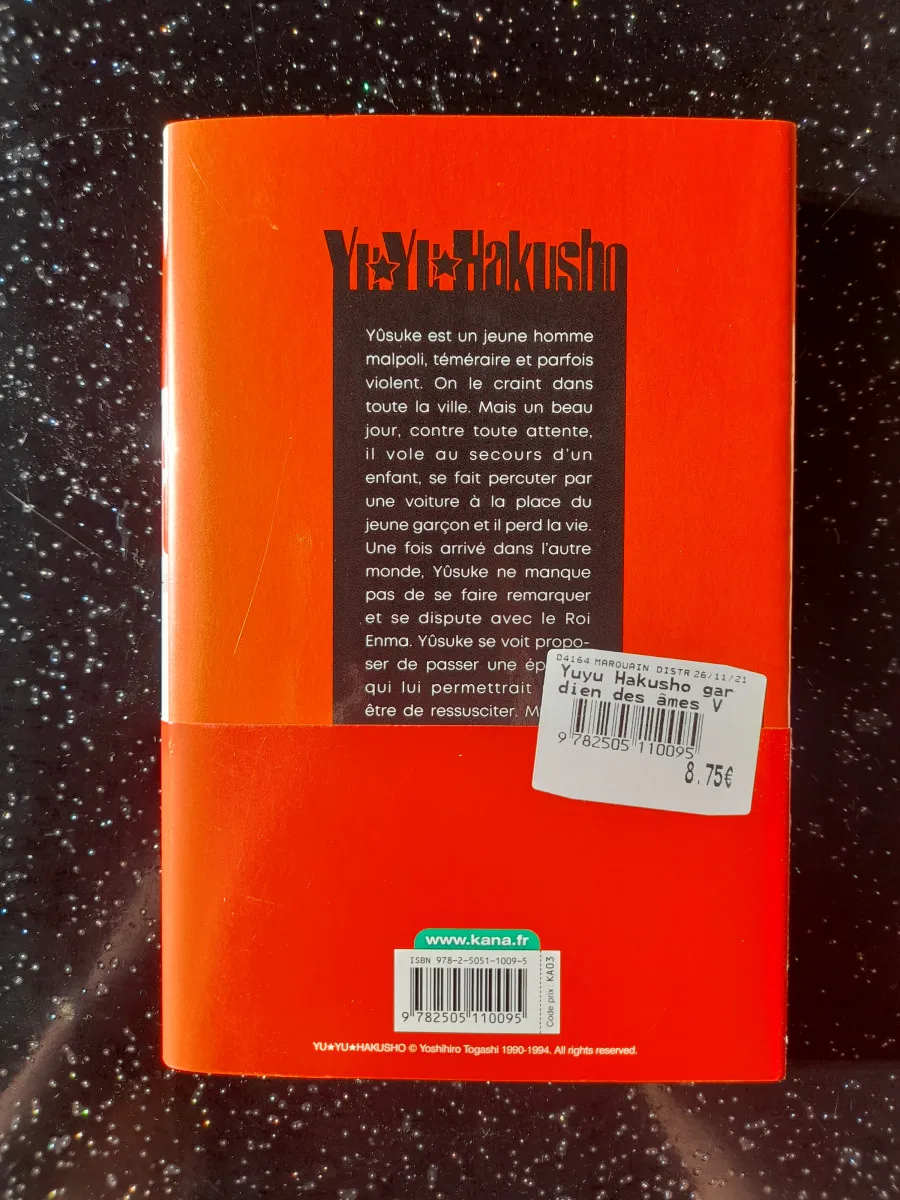 Yu★Yu★Hakusho
Yûsuke est un jeune homme
malpoli, téméraire et parfois
violent. On le craint dans
toute la ville. Mais un beau
jour, contre toute attente,
il vole au secours d'un
enfant, se fait percuter par
une voiture à la place du
jeune garçon et il perd la vie.
Une fois arrivé dans l'autre
monde, Yûsuke ne manque
pas de se faire remarquer
et se dispute avec le Roi
Enma. Yûsuke se voit propo-
ser de passer une
qui lui permettrait
être de ressusciter.
04164 MAROUAIN DISTR 26/11/21
Yuyu Hakusho gar
dien des âmes V
9 782505 110095
8.75€
www.kana.fr
ISBN 978-2-5051-1009-5
9 782505 110095
Code prix : KA03
YU★YU★HAKUSHO © Yoshihiro Togashi 1990-1994. All rights reserved.